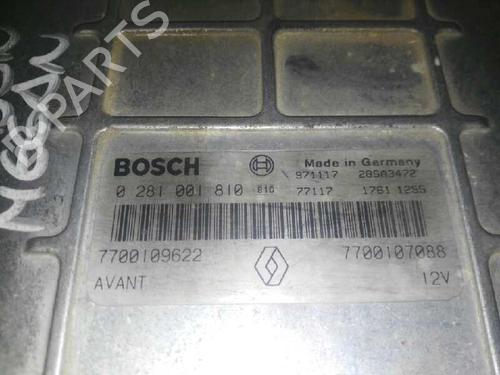 BOSCH Made in Germany
971117 28SA3472
0 281 001 810 810 77117 1761 1255
7700109622 7700107088
AVANT 12V
B-PARTS